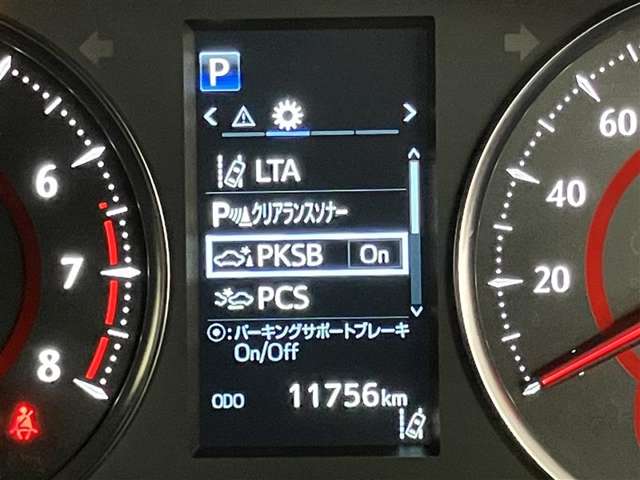 P
LTA
Pクリアランスソナー
PKSB On
PCS
:パーキングサポートブレーキ
On/Off
ODO 11756km
6
7
8
60
40
20